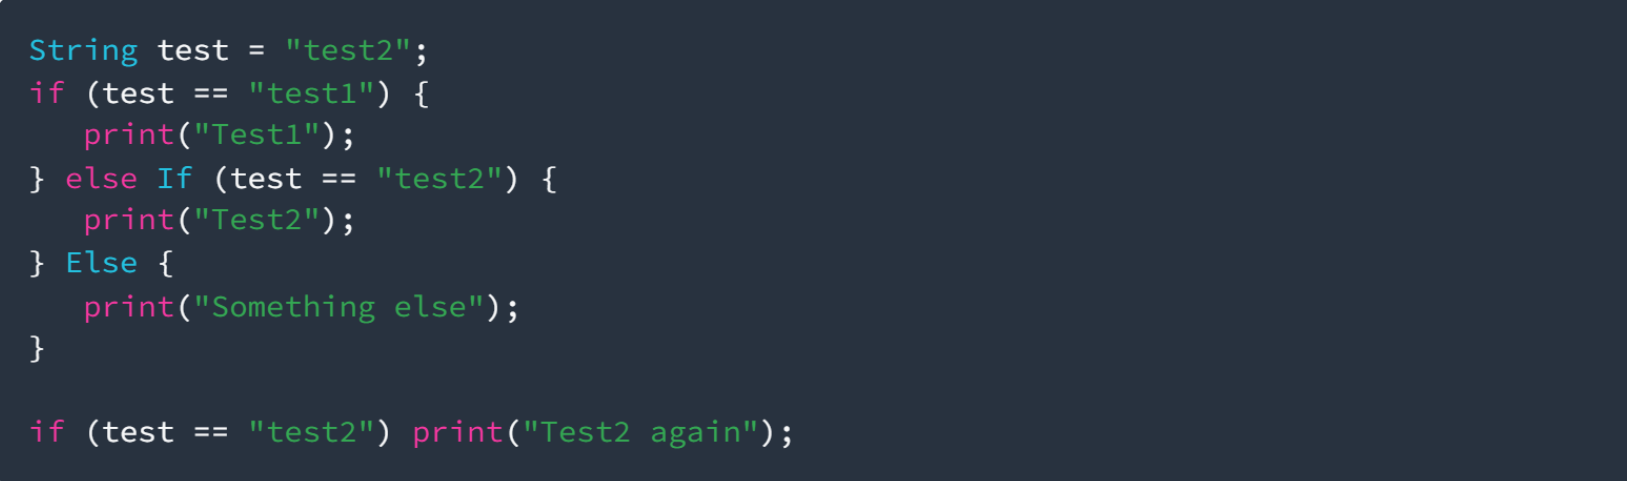 String test = "test2";
if (test == "test1") {
   print("Test1");
} else If (test == "test2") {
   print("Test2");
} Else {
   print("Something else");
}

if (test == "test2") print("Test2 again");